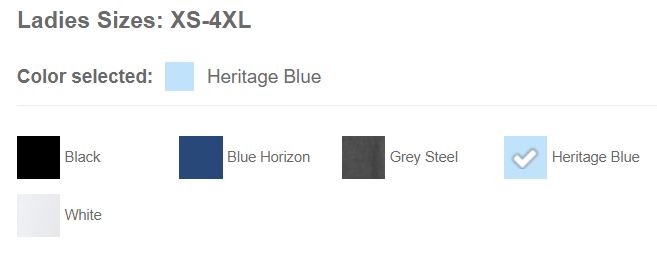 Ladies Sizes: XS-4XL
Color selected: Heritage Blue
Black Blue Horizon Grey Steel Heritage Blue
White